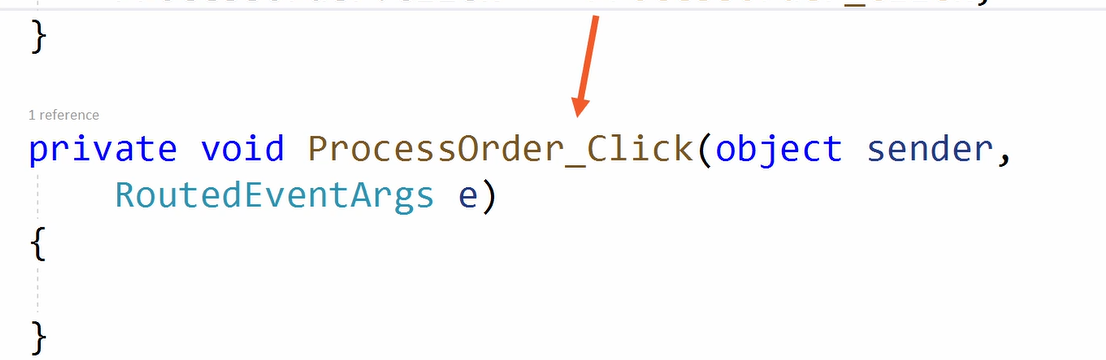 }
1 reference
private void ProcessOrder_Click(object sender,
RoutedEventArgs e)
{
}